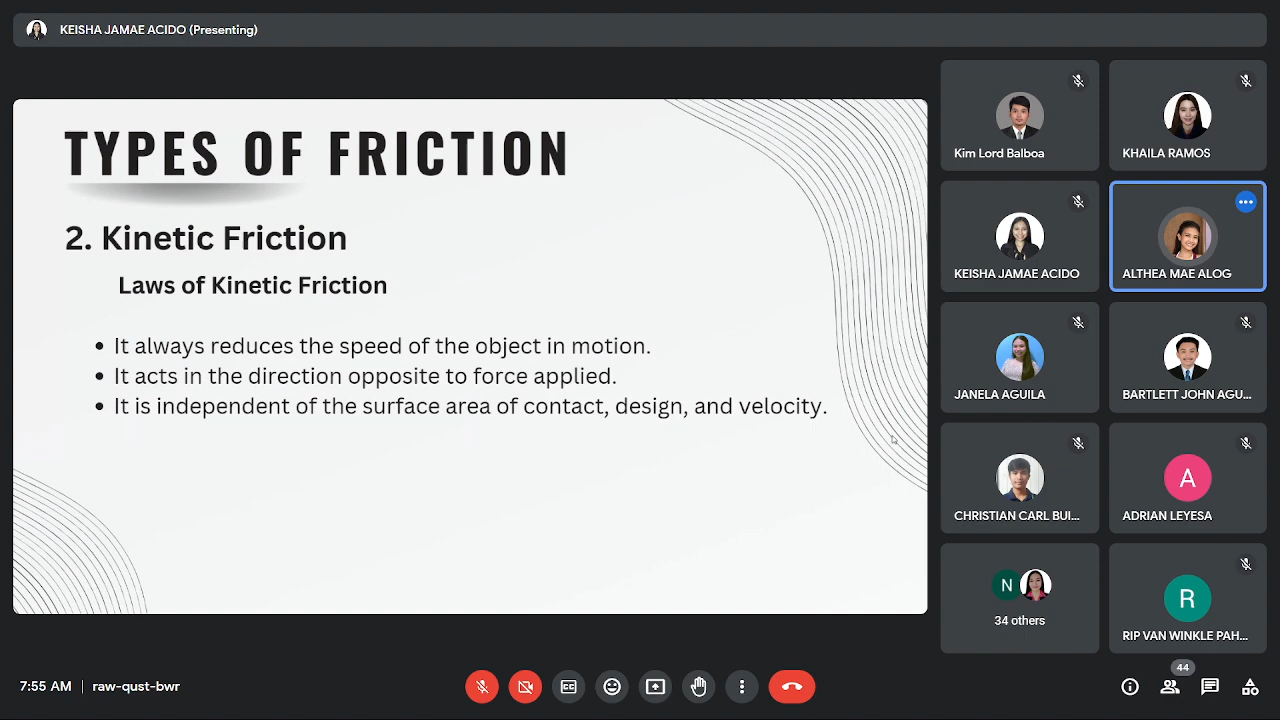 KEISHA JAMAE ACIDO (Presenting)
TYPES OF FRICTION
2. Kinetic Friction
Laws of Kinetic Friction
• It always reduces the speed of the object in motion.
• It acts in the direction opposite to force applied.
• It is independent of the surface area of contact, design, and velocity.
Kim Lord Balboa
KHAILA RAMOS
KEISHA JAMAE ACIDO
ALTHEA MAE ALOG
JANELA AGUILA
BARTLETT JOHN AGU...
CHRISTIAN CARL BUI...
A
ADRIAN LEYESA
N
34 others
R
RIP VAN WINKLE PAH...
7:55 AM | raw-qust-bwr
44